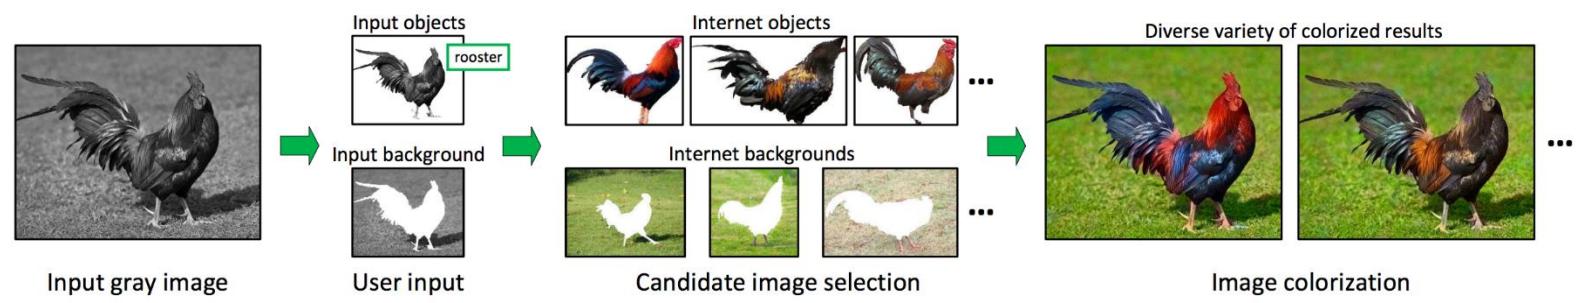 Input objects
rooster
Input background
Internet objects
...
Internet backgrounds
...
Diverse variety of colorized results
...
Input gray image
User input
Candidate image selection
Image colorization